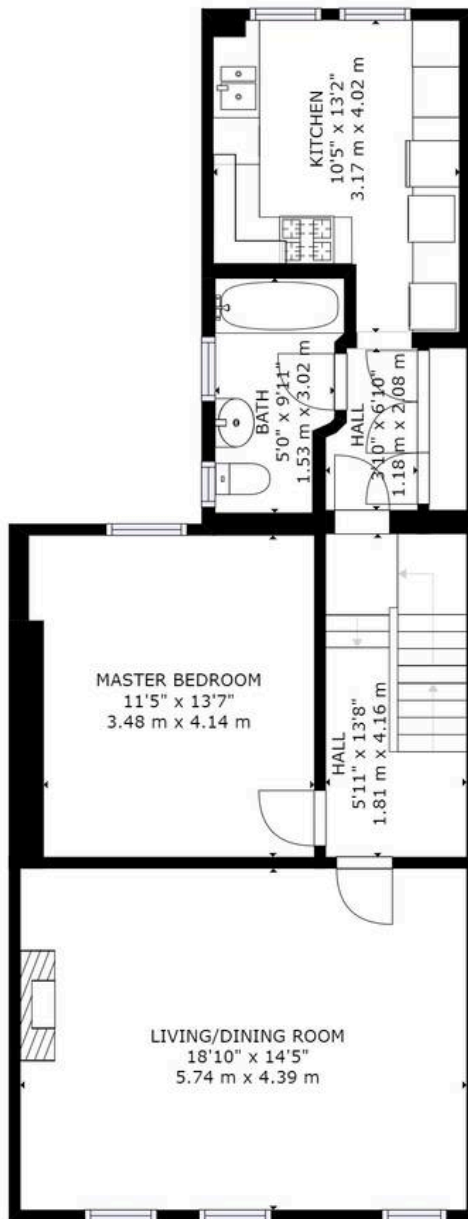 KITCHEN
10'5" x 13'2"
3.17 m x 4.02 m
BATH
5'0" x 9'11"
1.53 m x 3.02 m
HALL
3'10" x 6'10"
1.18 m x 2.08 m
MASTER BEDROOM
11'5" x 13'7"
3.48 m x 4.14 m
HALL
5'11" x 13'8"
1.81 m x 4.16 m
LIVING/DINING ROOM
18'10" x 14'5"
5.74 m x 4.39 m